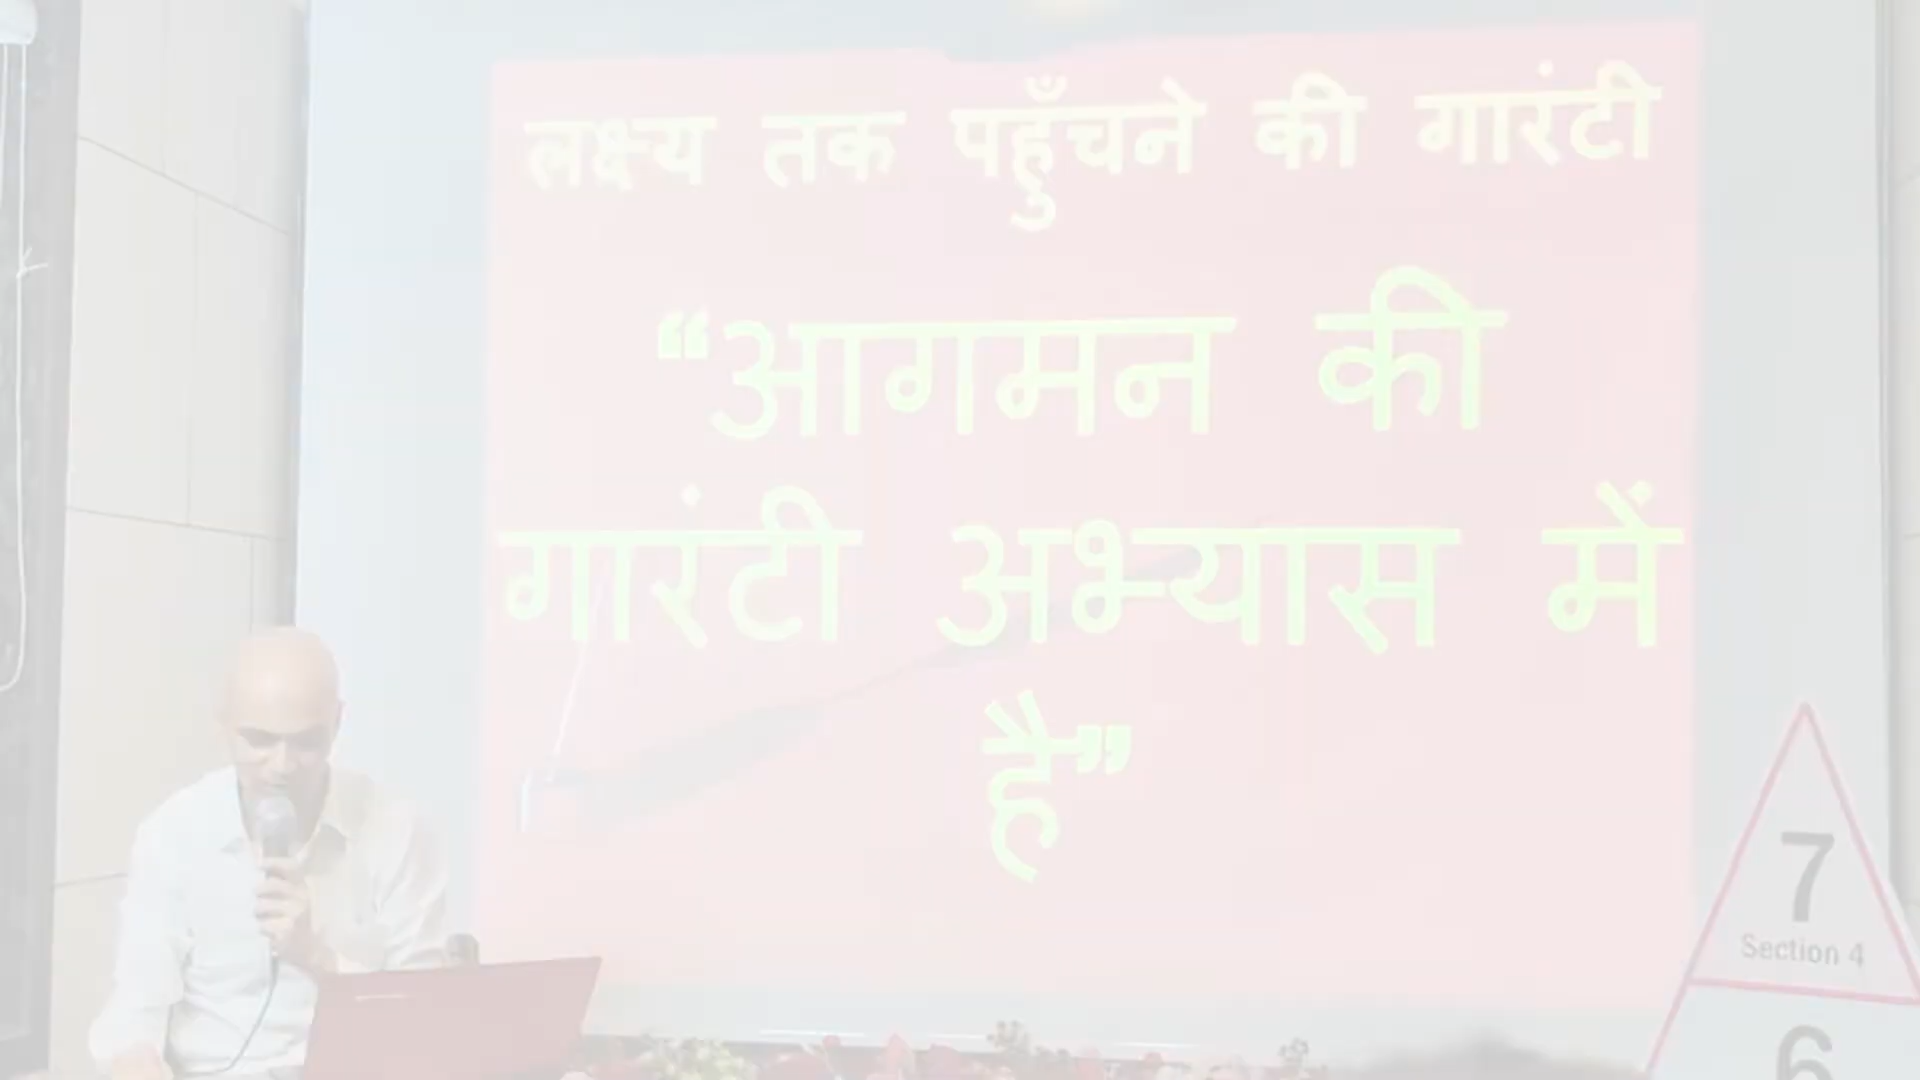 लक्ष्य तक पहुँचने की गारंटी
“आगमन की
गारंटी अभ्यास में
है”
7
Section 4
6